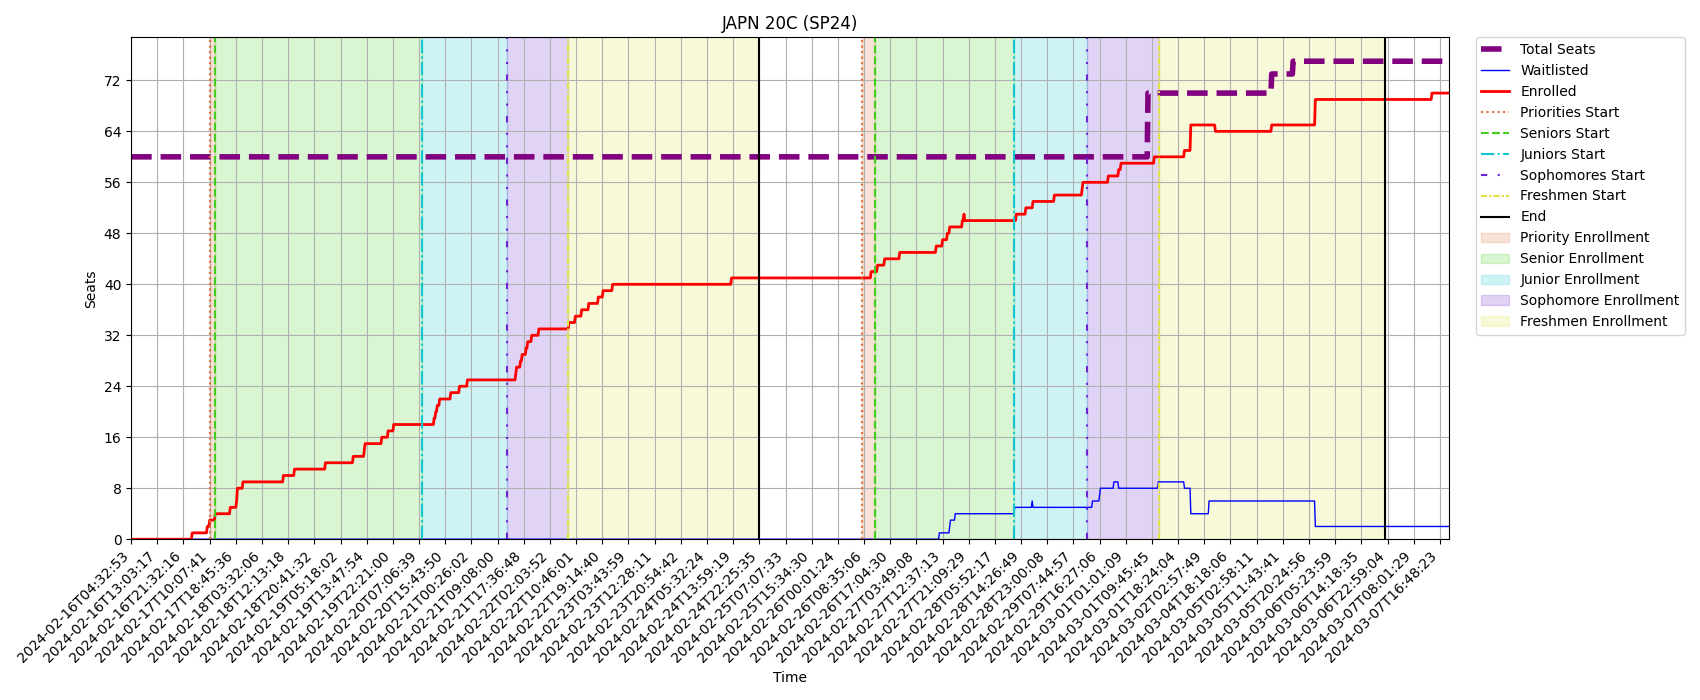 JAPN 20C (SP24)
Seats
72
64
56
48
40
32
24
16
8
0
2024-02-16T04:32:53
2024-02-16T13:03:17
2024-02-16T21:32:16
2024-02-17T10:07:41
2024-02-17T18:45:36
2024-02-18T03:32:06
2024-02-18T12:13:18
2024-02-18T20:41:32
2024-02-19T05:18:02
2024-02-19T13:47:54
2024-02-19T22:21:00
2024-02-20T07:06:39
2024-02-20T15:43:50
2024-02-21T00:26:02
2024-02-21T09:08:00
2024-02-21T17:36:48
2024-02-22T02:03:52
2024-02-22T10:46:01
2024-02-22T19:14:40
2024-02-23T03:43:59
2024-02-23T12:28:11
2024-02-23T20:54:42
2024-02-24T05:32:24
2024-02-24T13:59:19
2024-02-24T22:25:35
2024-02-25T07:07:33
2024-02-25T15:34:30
2024-02-26T00:01:24
2024-02-26T08:35:06
2024-02-26T17:04:30
2024-02-27T03:49:08
2024-02-27T12:37:13
2024-02-27T21:09:29
2024-02-28T05:52:17
2024-02-28T14:26:49
2024-02-28T23:00:08
2024-02-29T07:44:57
2024-02-29T16:27:06
2024-03-01T01:01:09
2024-03-01T09:45:45
2024-03-01T18:24:04
2024-03-02T02:57:49
2024-03-04T18:18:06
2024-03-05T02:58:11
2024-03-05T11:43:41
2024-03-05T20:24:56
2024-03-06T05:23:59
2024-03-06T14:18:35
2024-03-06T22:59:04
2024-03-07T08:01:29
2024-03-07T16:48:23
Time
Total Seats
Waitlisted
Enrolled
Priorities Start
Seniors Start
Juniors Start
Sophomores Start
Freshmen Start
End
Priority Enrollment
Senior Enrollment
Junior Enrollment
Sophomore Enrollment
Freshmen Enrollment